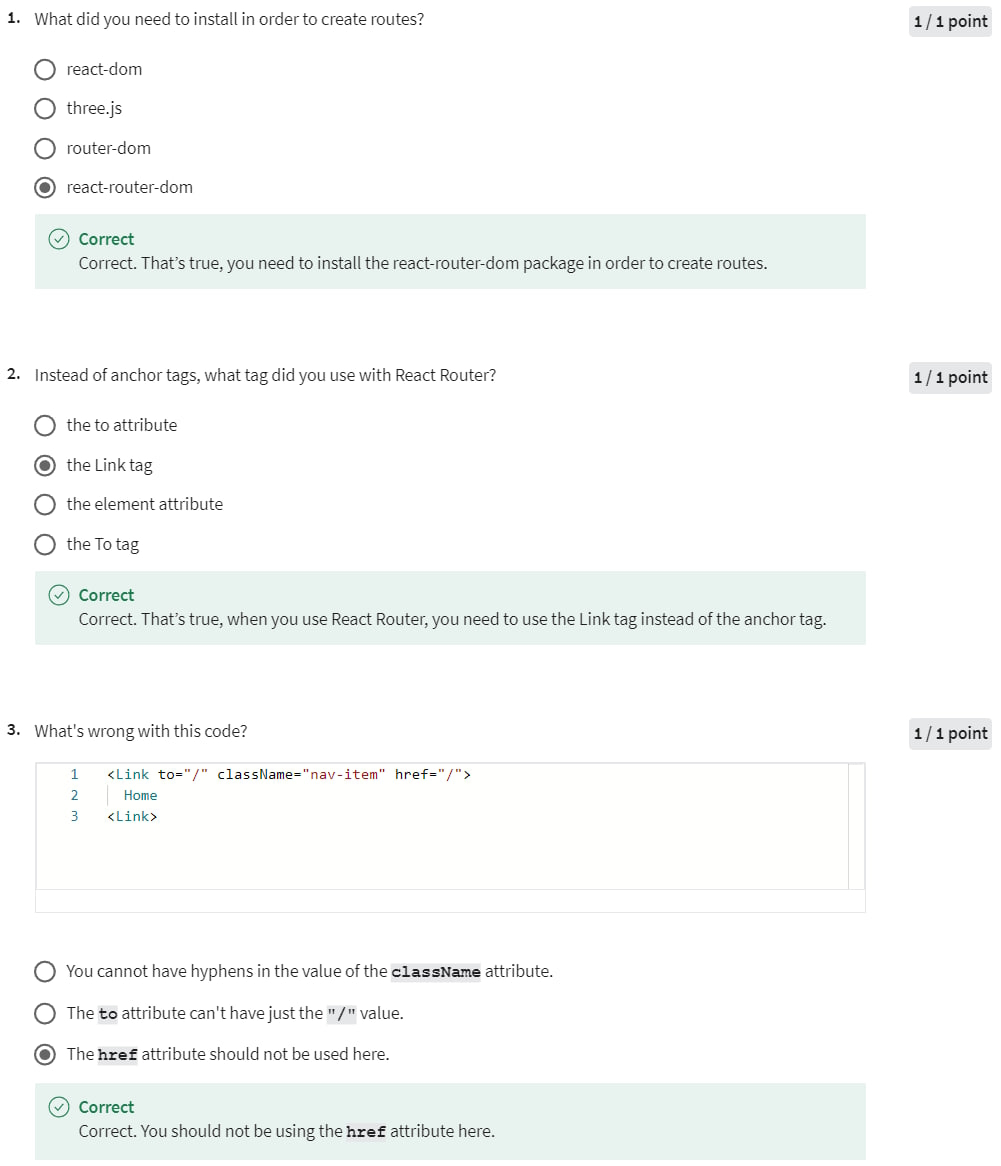 1. What did you need to install in order to create routes?
1 / 1 point
react-dom
three.js
router-dom
react-router-dom
Correct
Correct. That’s true, you need to install the react-router-dom package in order to create routes.
2. Instead of anchor tags, what tag did you use with React Router?
1 / 1 point
the to attribute
the Link tag
the element attribute
the To tag
Correct
Correct. That’s true, when you use React Router, you need to use the Link tag instead of the anchor tag.
3. What's wrong with this code?
1 / 1 point
1 <Link to="/" className="nav-item" href="/">
2 Home
3 <Link>
You cannot have hyphens in the value of the className attribute.
The to attribute can't have just the "/" value.
The href attribute should not be used here.
Correct
Correct. You should not be using the href attribute here.